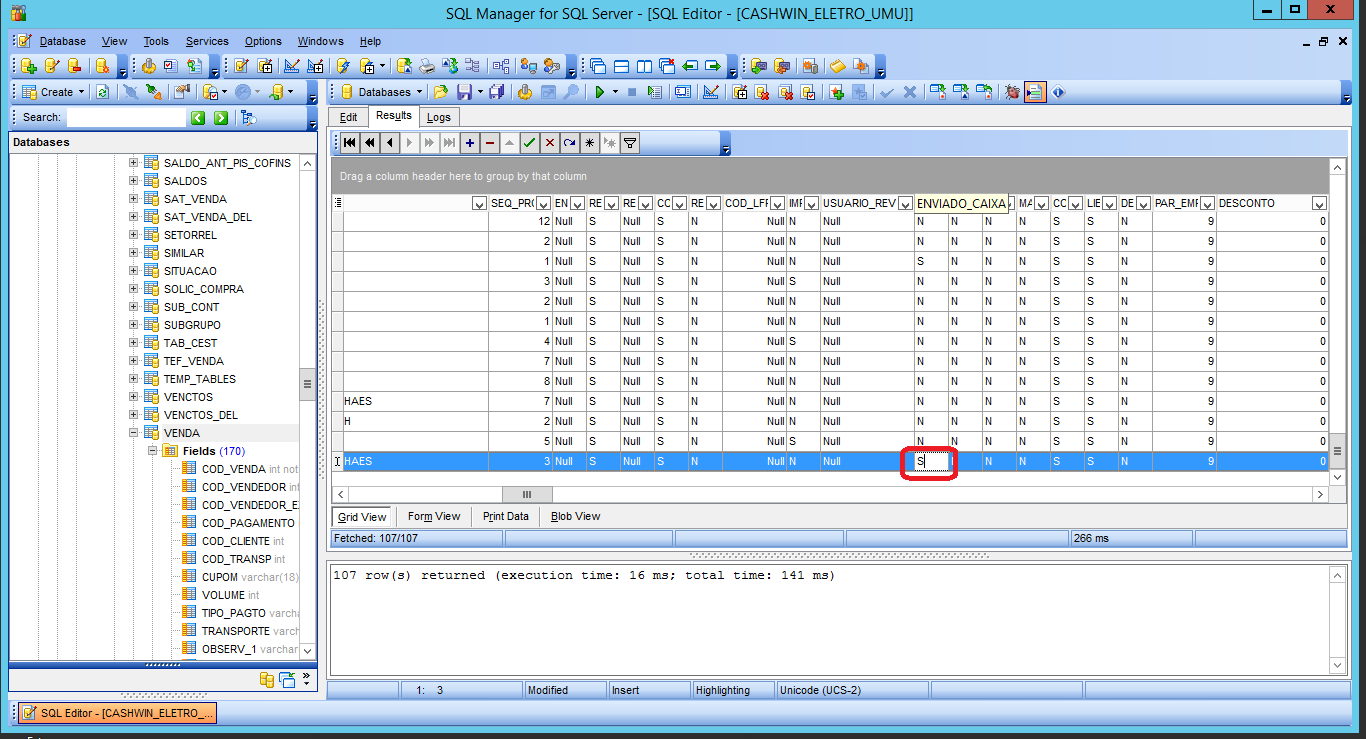 SQL Manager for SQL Server - [SQL Editor - [CASHWIN_ELETRO_UMU]]
Database View Tools Services Options Windows Help
Create Databases
Search:
Edit Results Logs
Databases
SALDO_ANT_PIS_COFINS
SALDOS
SAT_VENDA
SAT_VENDA_DEL
SETORREL
SIMILAR
SITUACAO
SOLIC_COMPRA
SUB_CONT
SUBGRUPO
TAB_CEST
TEF_VENDA
TEMP_TABLES
VENCTOS
VENCTOS_DEL
VENDA
Fields (170)
COD_VENDA int not
COD_VENDEDOR int
COD_VENDEDOR_E
COD_PAGAMENTO
COD_CLIENTE int
COD_TRANSP int
CUPOM varchar(18)
VOLUME int
TIPO_PAGTO varcha
TRANSPORTE varch
OBSERV_1 varchar
Drag a column header here to group by that column
SEQ_PRO EN RE RE CC RE COD_LFF IMF USUARIO_REV ENVIADO_CAIXA MA CC LIE DE PAR_EMF DESCONTO
12 Null S Null S N Null N Null N N N N S S N 9 0
2 Null S Null S N Null N Null N N N N S S N 9 0
1 Null S Null S N Null N Null S N N N S S N 9 0
3 Null S Null S N Null S Null N N N N S S N 9 0
2 Null S Null S N Null N Null N N N N S S N 9 0
1 Null S Null S N Null N Null N N N N S S N 9 0
4 Null S Null S N Null S Null N N N N S S N 9 0
7 Null S Null S N Null N Null N N N N S S N 9 0
8 Null S Null S N Null N Null N N N N S S N 9 0
HAES 7 Null S Null S N Null N Null N N N N S S N 9 0
H 2 Null S Null S N Null N Null N N N N S S N 9 0
5 Null S Null S N Null S Null N N N N S S N 9 0
HAES 3 Null S Null S N Null N Null S N N S S N 9 0
Grid View Form View Print Data Blob View
Fetched: 107/107 266 ms
107 row(s) returned (execution time: 16 ms; total time: 141 ms)
1: 3 Modified Insert Highlighting Unicode (UCS-2)
SQL Editor - [CASHWIN_ELETRO_...